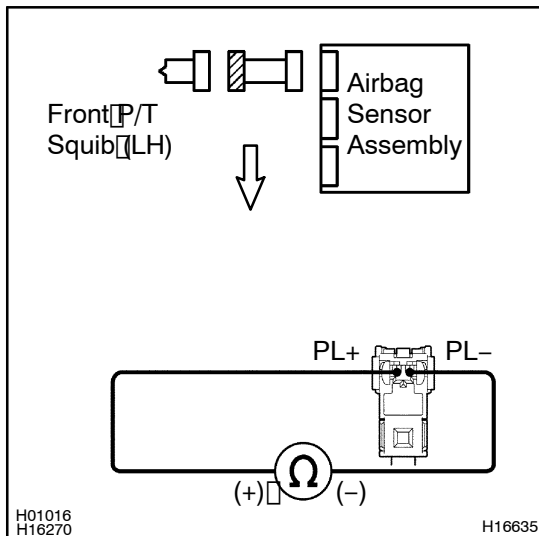 Front P/T
Squib (LH)
Airbag
Sensor
Assembly
PL+ PL−
Ω
(+) (−)
H01016
H16270
H16635